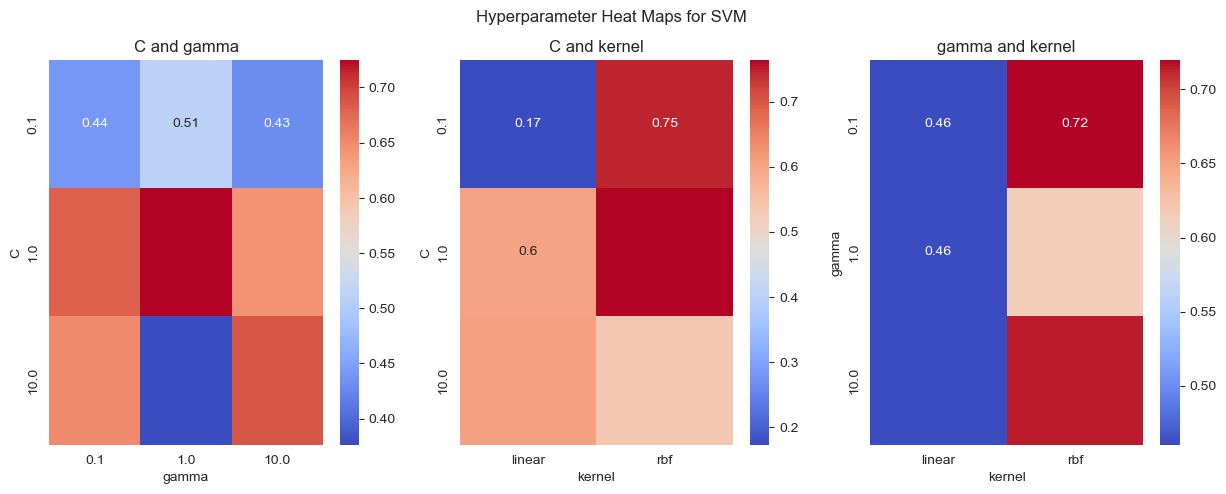 Hyperparameter Heat Maps for SVM
C and gamma
0.44 0.51 0.43
0.1
1.0
10.0
C
0.1 1.0 10.0
gamma
0.70
0.65
0.60
0.55
0.50
0.45
0.40
C and kernel
0.17 0.75
0.6
0.1
1.0
10.0
C
linear rbf
kernel
0.7
0.6
0.5
0.4
0.3
0.2
gamma and kernel
0.46 0.72
0.46
0.1
1.0
10.0
gamma
linear rbf
kernel
0.70
0.65
0.60
0.55
0.50